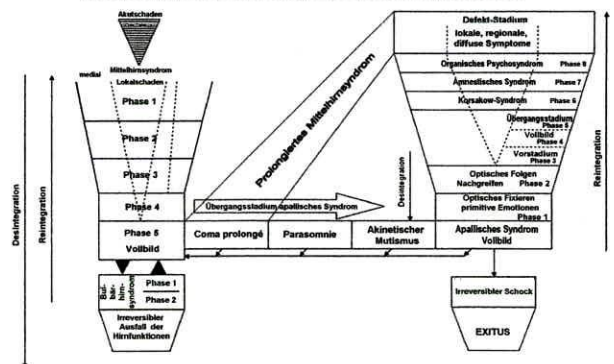 Akutschaden
Mittelhirnsyndrom
medial
Lokalschaden
Phase 1
Phase 2
Phase 3
Phase 4
Phase 5
Vollbild
Bul-
bär-
hirn-
syndrom
Phase 1
Phase 2
Irreversibler
Ausfall der
Hirnfunktionen
Desintegration
Reintegration
Prolongiertes Mittelhirnsyndrom
Übergangsstadium apallisches Syndrom
Coma prolongé
Parasomnie
Akinetischer
Mutismus
Desintegration
Defekt-Stadium
lokale, regionale,
diffuse Symptome
Organisches Psychosyndrom Phase 8
Amnestisches Syndrom Phase 7
Korsakow-Syndrom Phase 6
Übergangsstadium
Phase 5
Vollbild
Phase 4
Vorstadium
Phase 3
Optisches Folgen
Nachgreifen Phase 2
Optisches Fixieren
primitive Emotionen
Phase 1
Apallisches Syndrom
Vollbild
Irreversibler Schock
EXITUS
Reintegration